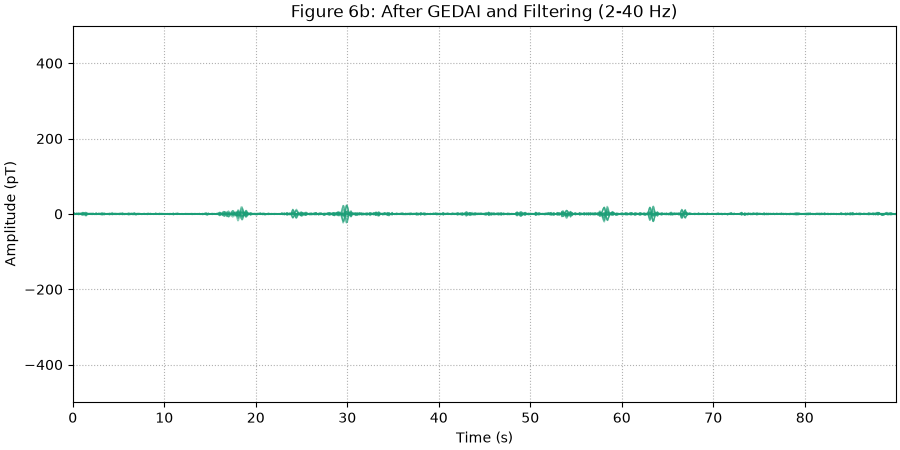 Figure 6b: After GEDAI and Filtering (2-40 Hz)
Amplitude (pT)
400
200
0
−200
−400
0 10 20 30 40 50 60 70 80
Time (s)